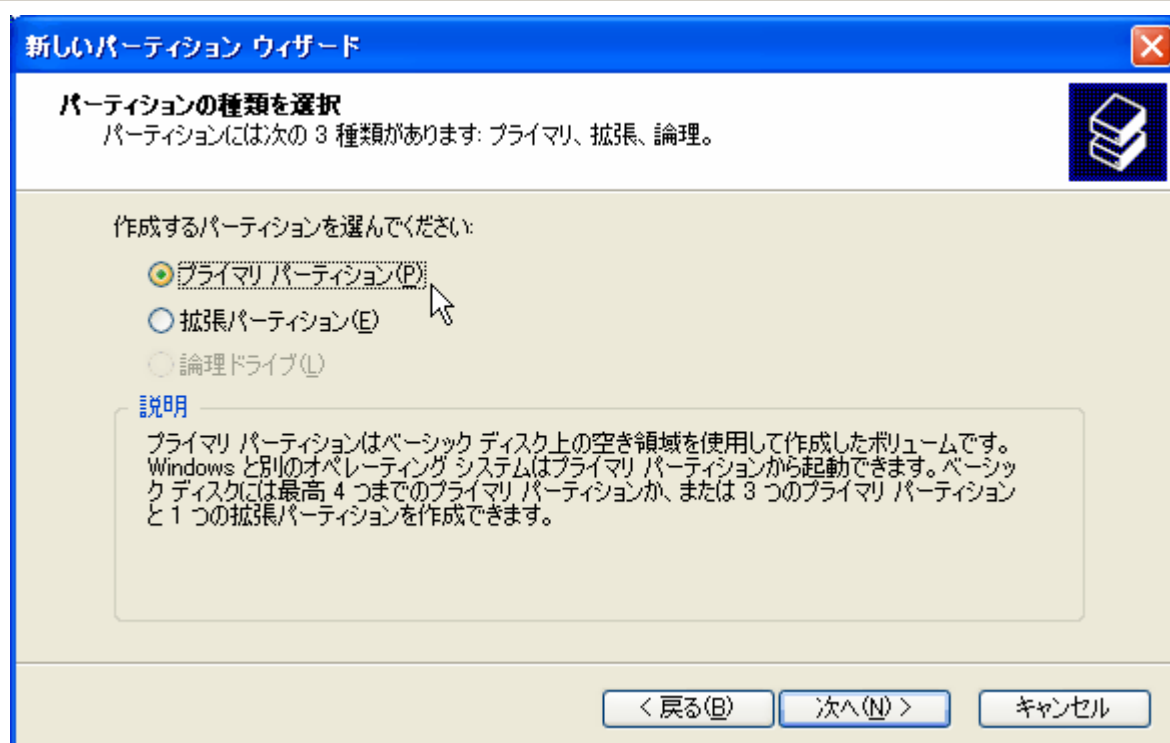 新しいパーティション ウィザード
パーティションの種類を選択
パーティションには次の 3 種類があります: プライマリ、拡張、論理。
作成するパーティションを選んでください:
プライマリ パーティション(P)
拡張パーティション(E)
論理ドライブ(L)
説明
プライマリ パーティションはベーシック ディスク上の空き領域を使用して作成したボリュームです。
Windows と別のオペレーティング システムはプライマリ パーティションから起動できます。ベーシッ
ク ディスクには最高 4 つまでのプライマリ パーティションか、または 3 つのプライマリ パーティション
と 1 つの拡張パーティションを作成できます。
< 戻る(B) 次へ(N) > キャンセル